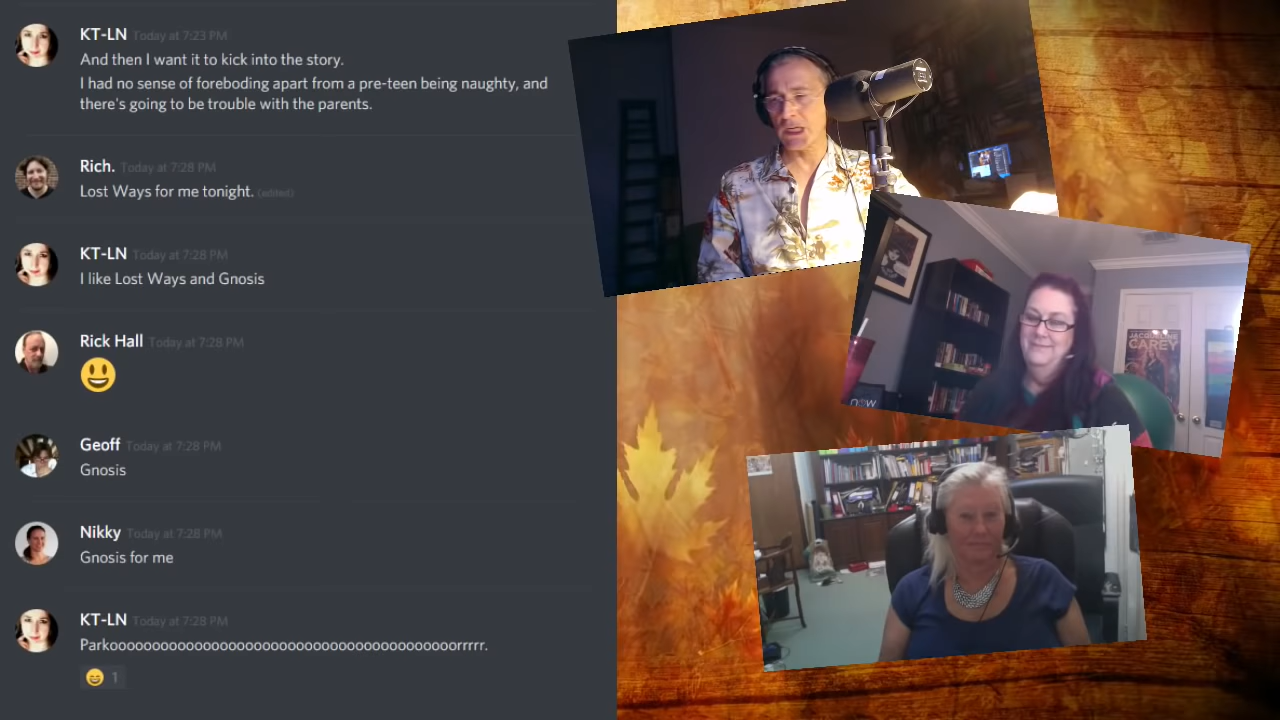 KT-LN Today at 7:23 PM
And then I want it to kick into the story.
I had no sense of foreboding apart from a pre-teen being naughty, and
there's going to be trouble with the parents.
Rich. Today at 7:28 PM
Lost Ways for me tonight. (edited)
KT-LN Today at 7:28 PM
I like Lost Ways and Gnosis
Rick Hall Today at 7:28 PM
Geoff Today at 7:28 PM
Gnosis
Nikky Today at 7:28 PM
Gnosis for me
KT-LN Today at 7:28 PM
Parkooooooooooooooooooooooooooooooooooooooooorrrrr.
1
JACQUELINE
CAREY
now